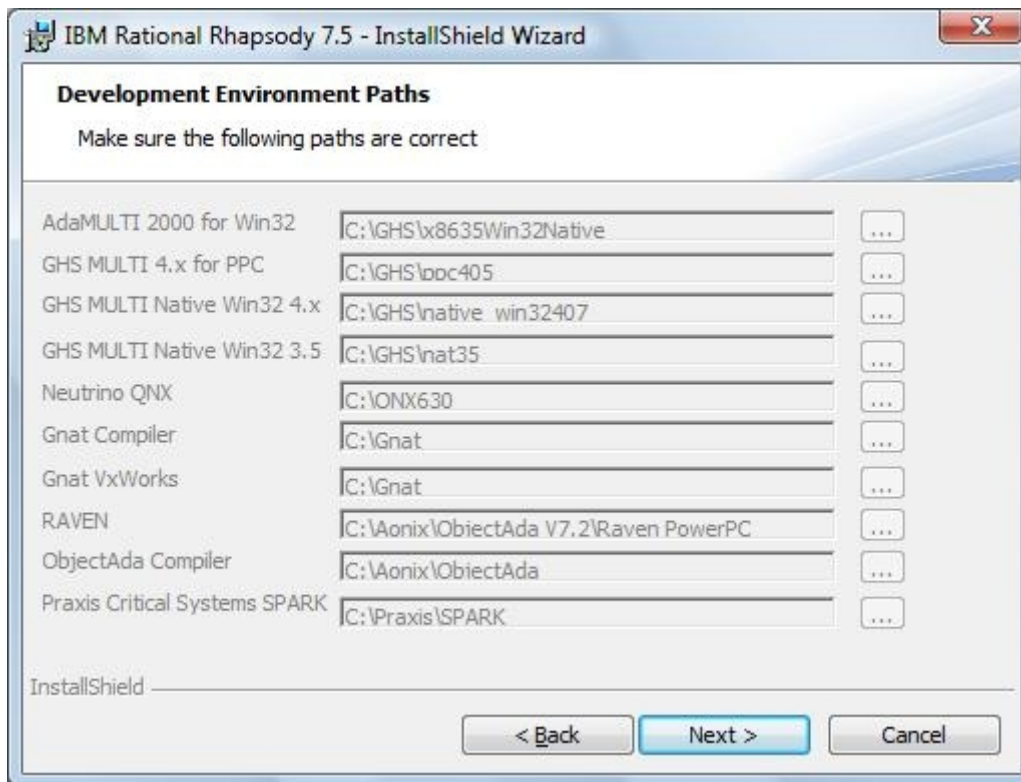 IBM Rational Rhapsody 7.5 - InstallShield Wizard
Development Environment Paths
Make sure the following paths are correct
AdaMULTI 2000 for Win32 C:\GHS\x8635Win32Native ...
GHS MULTI 4.x for PPC C:\GHS\ppc405 ...
GHS MULTI Native Win32 4.x C:\GHS\native_win32407 ...
GHS MULTI Native Win32 3.5 C:\GHS\nat35 ...
Neutrino QNX C:\QNX630 ...
Gnat Compiler C:\Gnat ...
Gnat VxWorks C:\Gnat ...
RAVEN C:\Aonix\ObjectAda V7.2\Raven PowerPC ...
ObjectAda Compiler C:\Aonix\ObjectAda ...
Praxis Critical Systems SPARK C:\Praxis\SPARK ...
InstallShield
< Back Next > Cancel